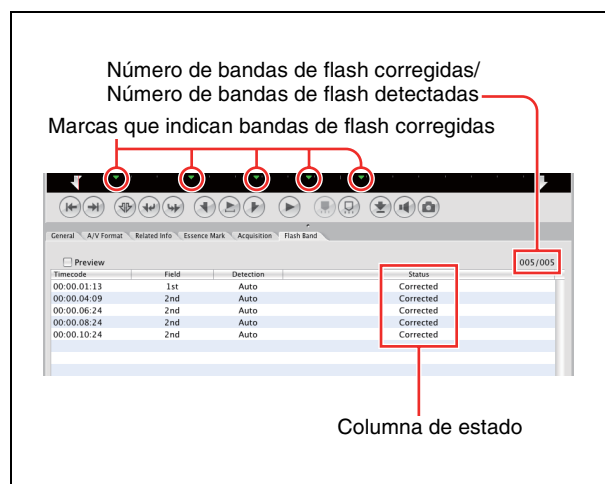 Número de bandas de flash corregidas/
Número de bandas de flash detectadas
Marcas que indican bandas de flash corregidas
General A/V Format Related Info Essence Mark Acquisition Flash Band
Preview 005/005
Timecode Field Detection Status
00:00.01:13 1st Auto Corrected
00:00.04:09 2nd Auto Corrected
00:00.06:24 2nd Auto Corrected
00:00.08:24 2nd Auto Corrected
00:00.10:24 2nd Auto Corrected
Columna de estado